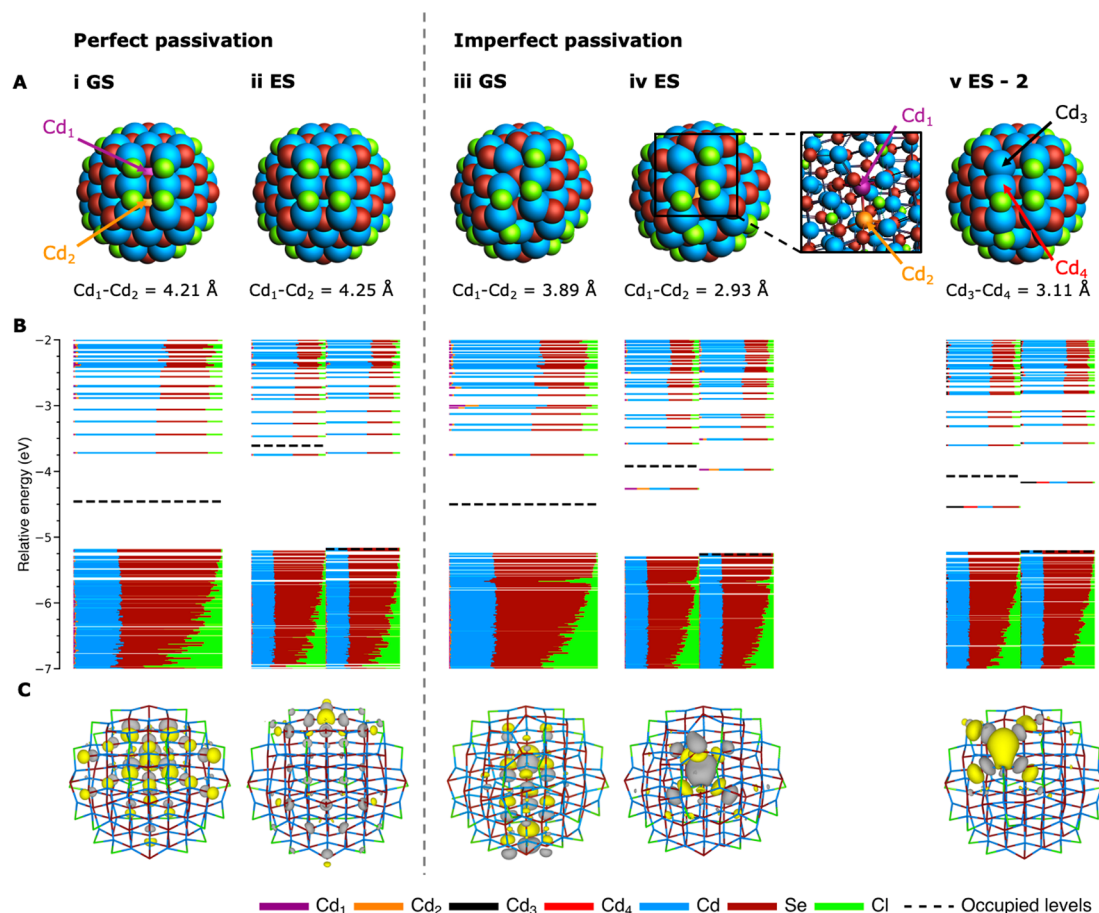 Perfect passivation
Imperfect passivation
A
i GS
ii ES
iii GS
iv ES
v ES - 2
Cd₁
Cd₂
Cd₁
Cd₂
Cd₃
Cd₄
Cd₁-Cd₂ = 4.21 Å
Cd₁-Cd₂ = 4.25 Å
Cd₁-Cd₂ = 3.89 Å
Cd₁-Cd₂ = 2.93 Å
Cd₃-Cd₄ = 3.11 Å
B
Relative energy (eV)
-2
-3
-4
-5
-6
-7
C
Cd₁
Cd₂
Cd₃
Cd₄
Cd
Se
Cl
Occupied levels